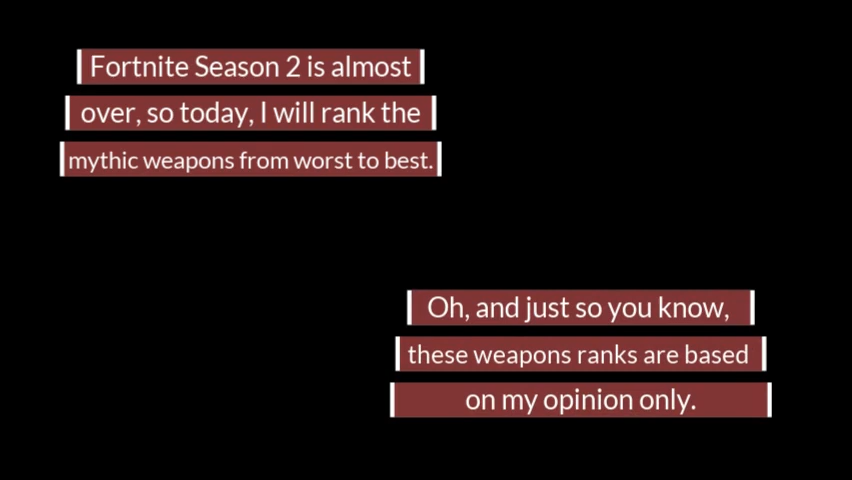 Fortnite Season 2 is almost
over, so today, I will rank the
mythic weapons from worst to best.
Oh, and just so you know,
these weapons ranks are based
on my opinion only.